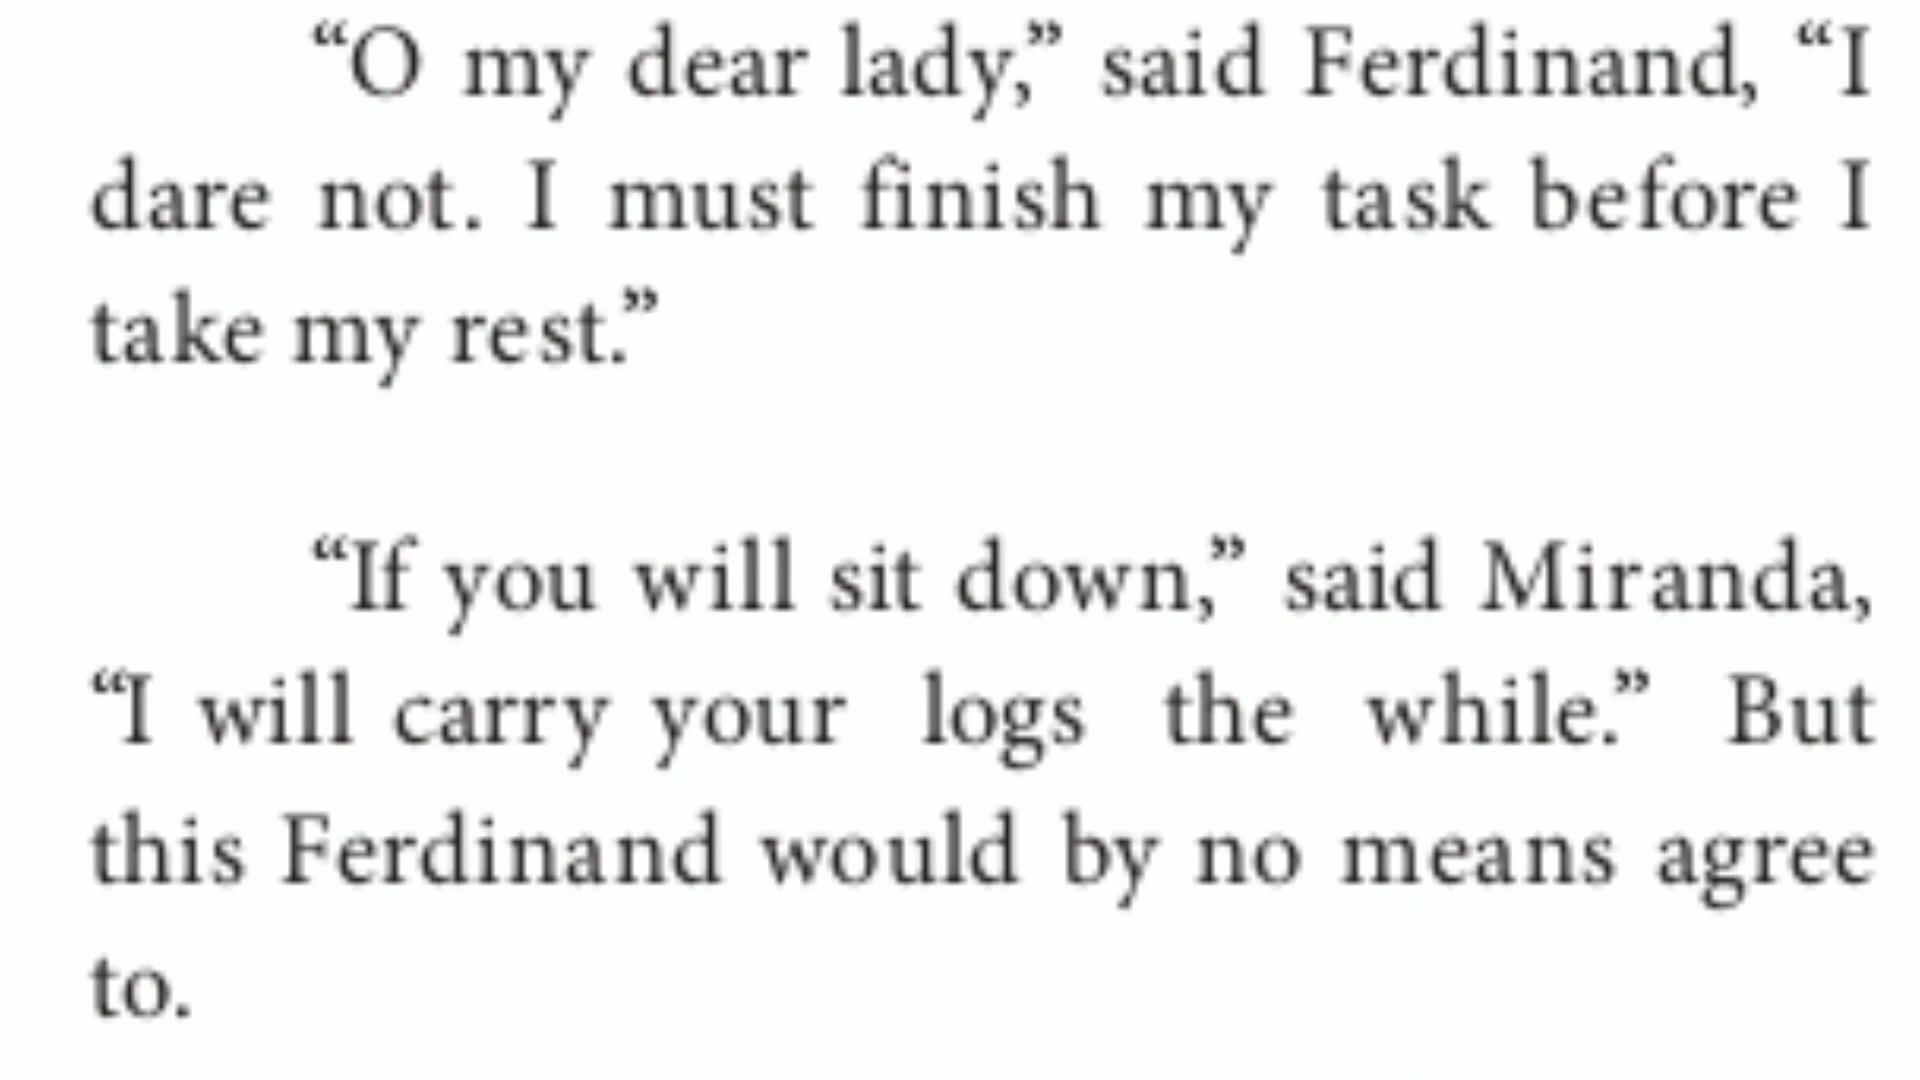 “O my dear lady,” said Ferdinand, “I
dare not. I must finish my task before I
take my rest.”
“If you will sit down,” said Miranda,
“I will carry your logs the while.” But
this Ferdinand would by no means agree
to.